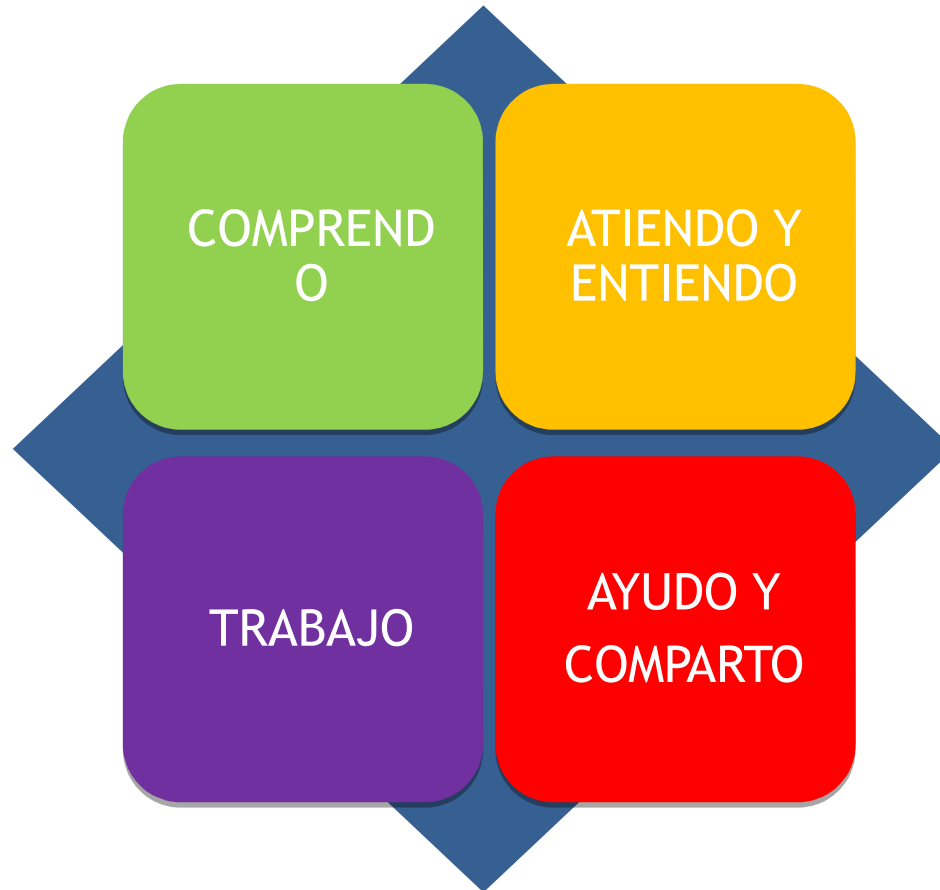 COMPREND
O
ATIENDO Y
ENTIENDO
TRABAJO
AYUDO Y
COMPARTO